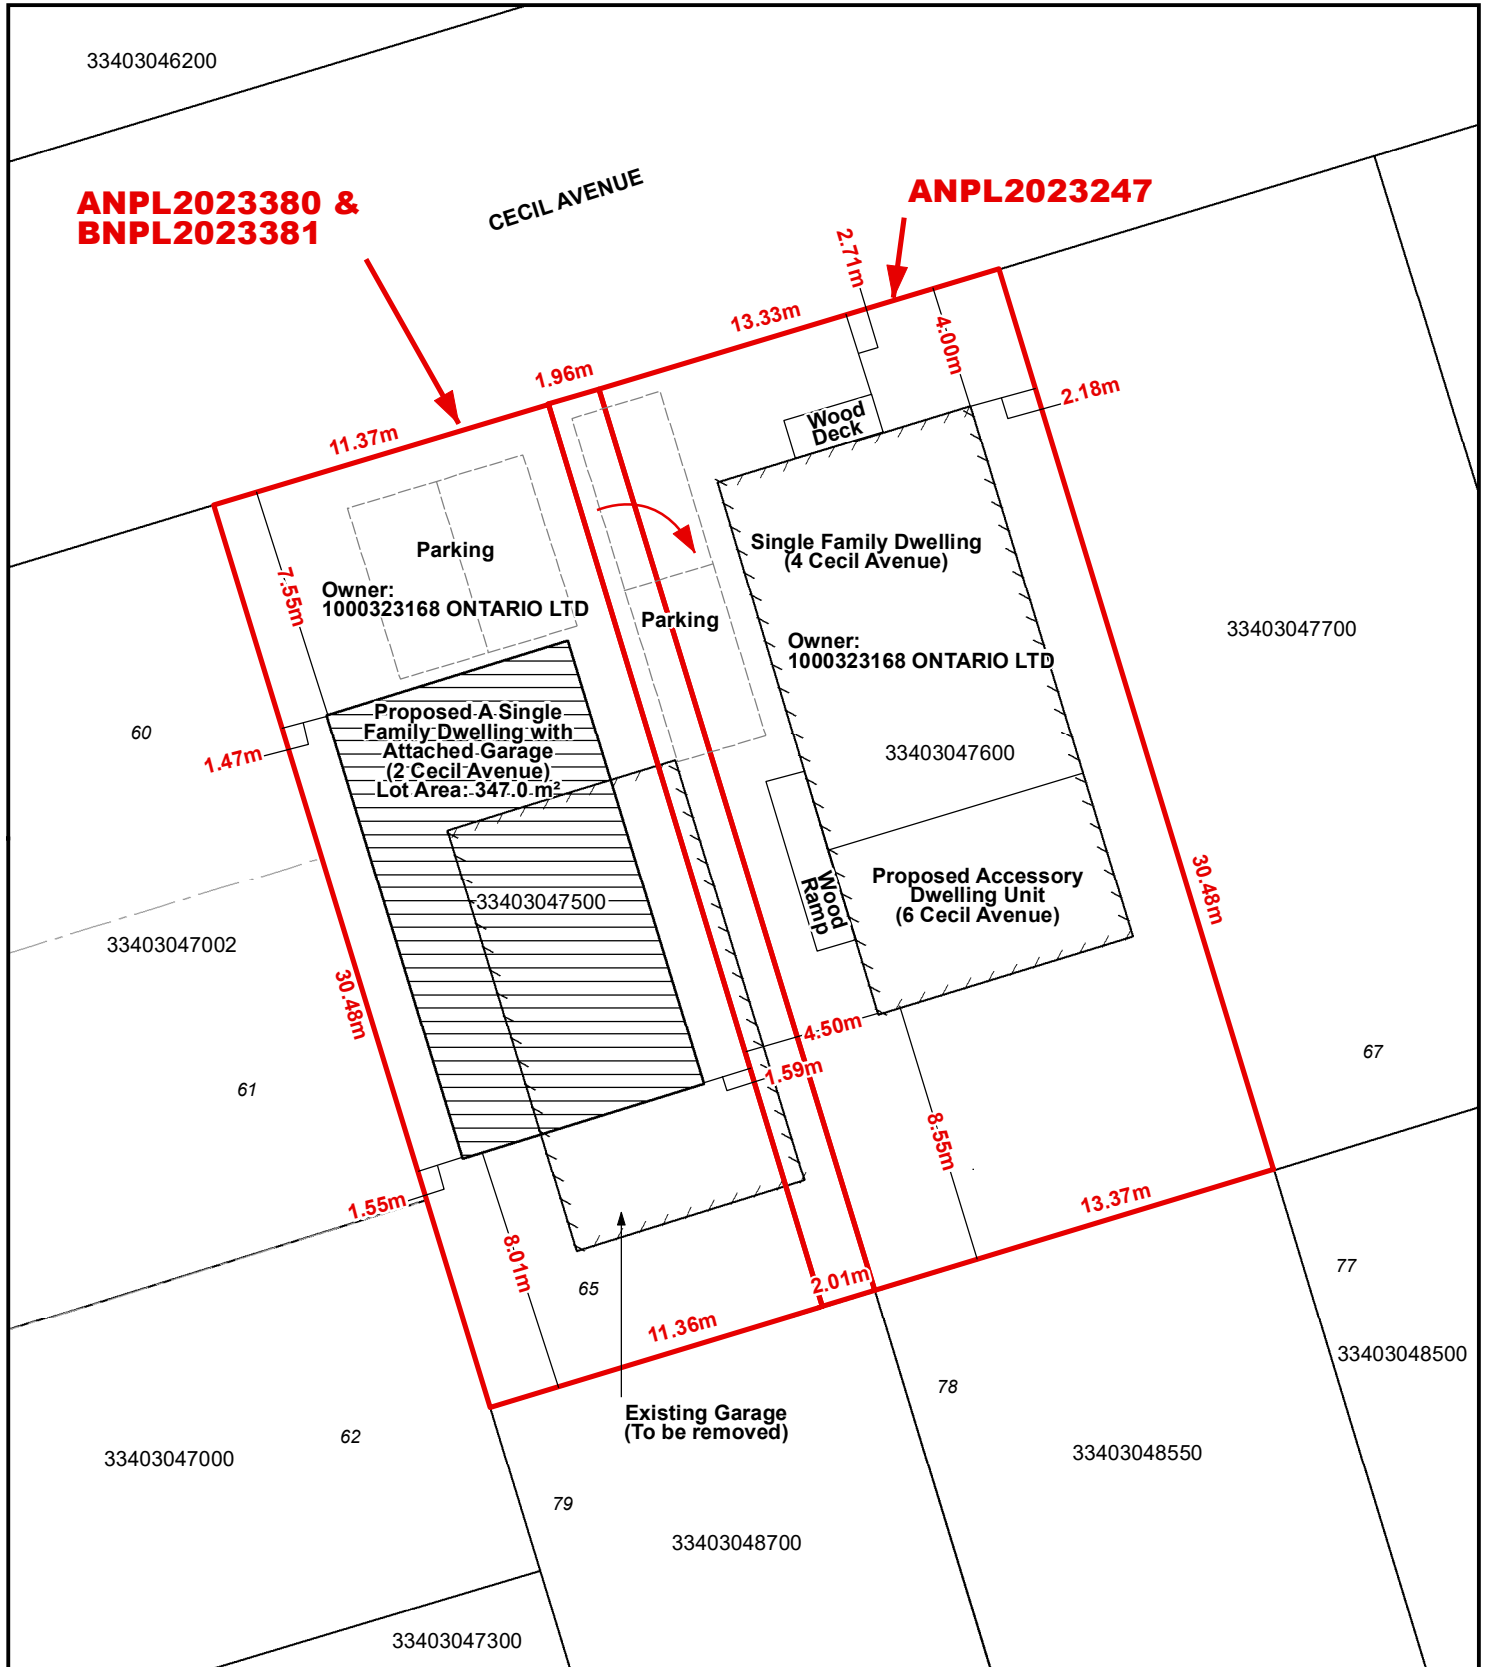 33403046200
CECIL AVENUE
ANPL2023380 &
BNPL2023381
ANPL2023247
2.71m
13.33m
4.00m
1.96m
2.18m
11.37m
Wood
Deck
Parking
7.55m
Owner:
1000323168 ONTARIO LTD
Single Family Dwelling
(4 Cecil Avenue)
Parking
Owner:
1000323168 ONTARIO LTD
33403047700
60
1.47m
Proposed A Single
Family Dwelling with
Attached Garage
(2 Cecil Avenue)
Lot Area: 347.0 m²
33403047600
33403047500
Wood
Ramp
Proposed Accessory
Dwelling Unit
(6 Cecil Avenue)
30.48m
33403047002
30.48m
4.50m
1.59m
67
61
8.55m
1.55m
13.37m
8.01m
65
2.01m
77
11.36m
33403048500
78
Existing Garage
(To be removed)
62
33403047000
33403048550
79
33403048700
33403047300